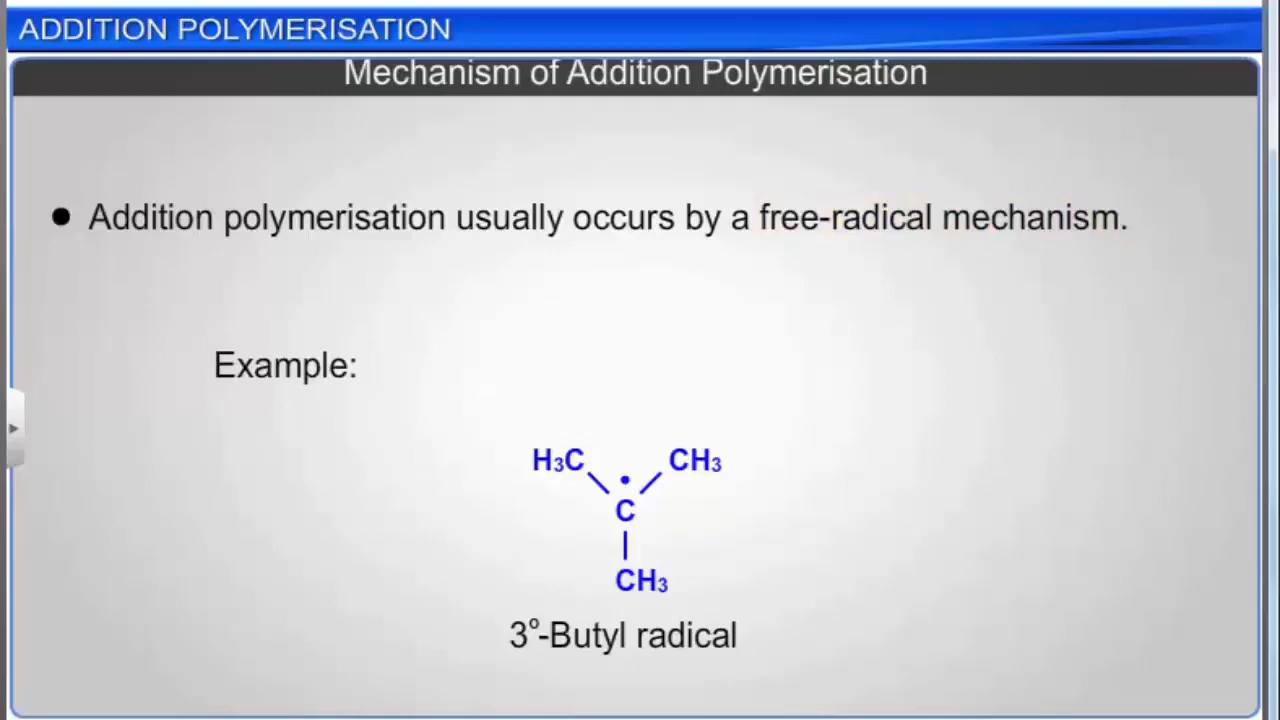 ADDITION POLYMERISATION
Mechanism of Addition Polymerisation
● Addition polymerisation usually occurs by a free-radical mechanism.
Example:
H₃C CH₃
•
C
CH₃
3°-Butyl radical